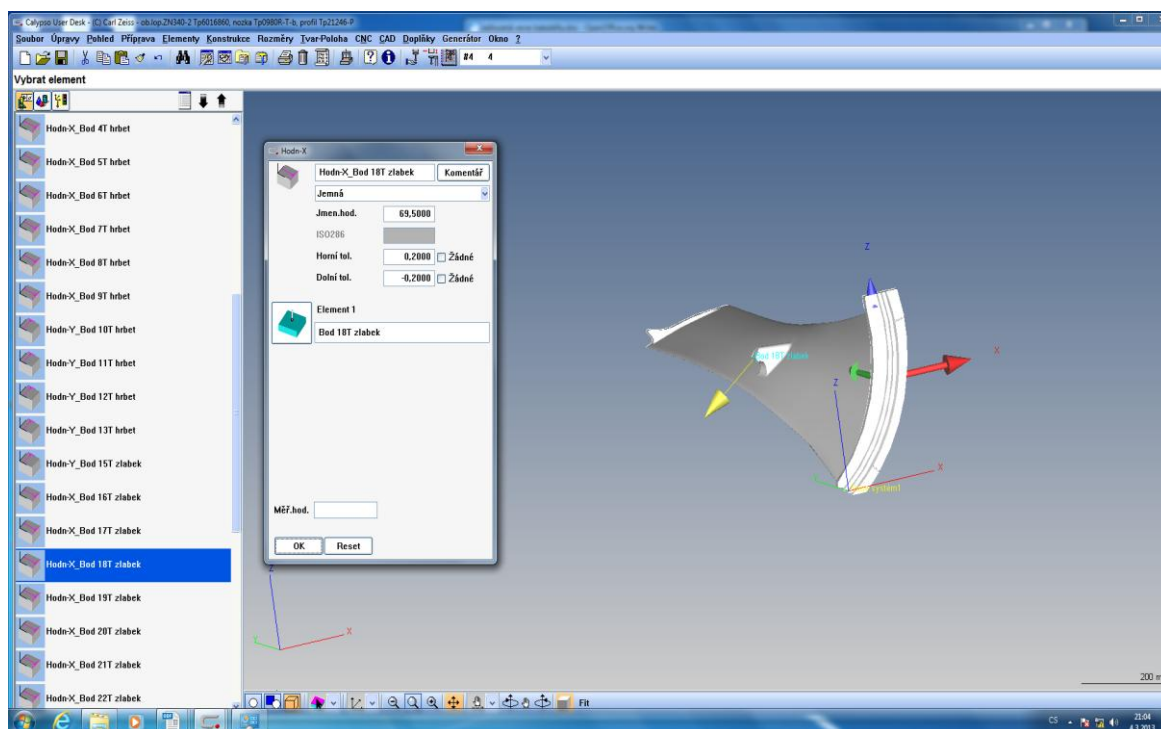 Calypso User Desk - (C) Carl Zeiss - ob.lop.ZN340-2 Tp6016860, nozka Tp0980R-T-b, profil Tp21246-P
Soubor Úpravy Pohled Příprava Elementy Konstrukce Rozměry Tvar-Poloha CNC CAD Doplňky Generátor Okno ?
#4 4
Vybrat element
Hodn-X_Bod 4T hrbet
Hodn-X_Bod 5T hrbet
Hodn-X_Bod 6T hrbet
Hodn-X_Bod 7T hrbet
Hodn-X_Bod 8T hrbet
Hodn-X_Bod 9T hrbet
Hodn-Y_Bod 10T hrbet
Hodn-Y_Bod 11T hrbet
Hodn-Y_Bod 12T hrbet
Hodn-Y_Bod 13T hrbet
Hodn-Y_Bod 15T zlabek
Hodn-X_Bod 16T zlabek
Hodn-X_Bod 17T zlabek
Hodn-X_Bod 18T zlabek
Hodn-X_Bod 19T zlabek
Hodn-X_Bod 20T zlabek
Hodn-X_Bod 21T zlabek
Hodn-X_Bod 22T zlabek
Hodn-X
Hodn-X_Bod 18T zlabek Komentář
Jemná
Jmen.hod. 69,5000
ISO286
Horní tol. 0,2000 Žádné
Dolní tol. -0,2000 Žádné
Element 1
Bod 18T zlabek
Měř.hod.
OK Reset
Z
X
Bod 18T zlabek
Z
X
systém1
Z
X
Y
200 m
Fit
CS
21:04
4.3.2013